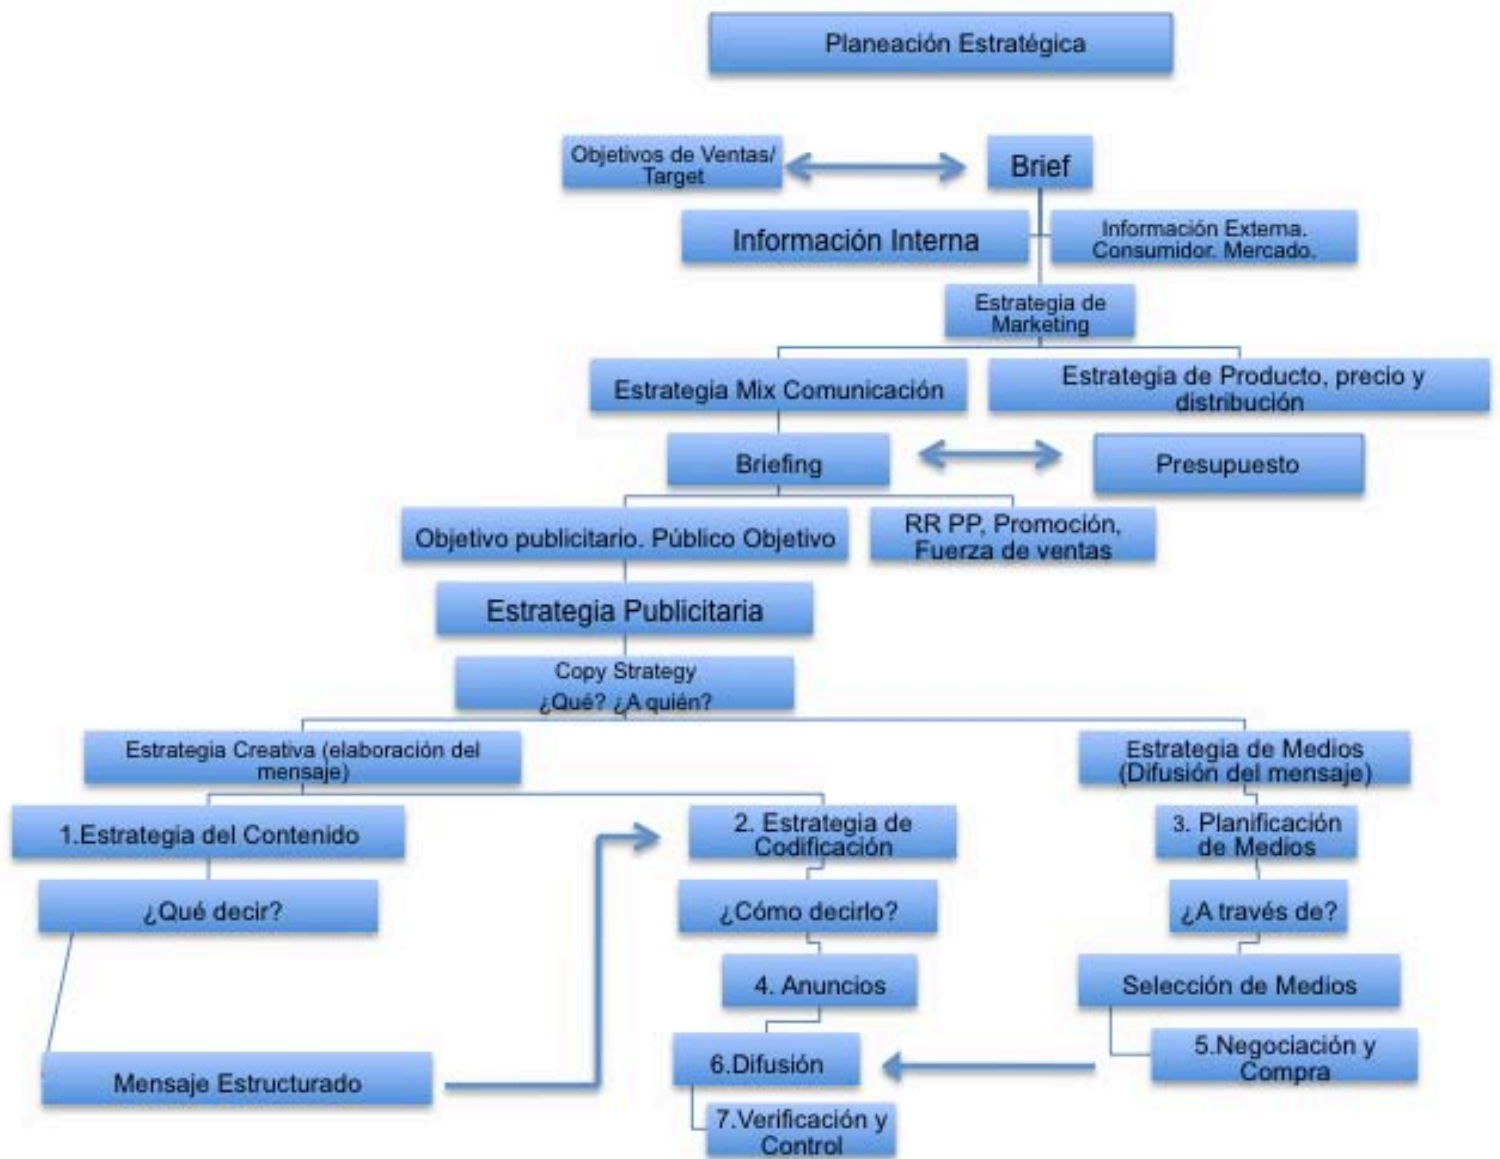 Planeación Estratégica
Objetivos de Ventas/
Target
Brief
Información Interna
Información Externa.
Consumidor. Mercado.
Estrategia de
Marketing
Estrategia Mix Comunicación
Estrategia de Producto, precio y
distribución
Briefing
Presupuesto
Objetivo publicitario. Público Objetivo
RR PP, Promoción,
Fuerza de ventas
Estrategia Publicitaria
Copy Strategy
¿Qué? ¿A quién?
Estrategia Creativa (elaboración del
mensaje)
Estrategia de Medios
(Difusión del mensaje)
1.Estrategia del Contenido
2. Estrategia de
Codificación
3. Planificación
de Medios
¿Qué decir?
¿Cómo decirlo?
¿A través de?
4. Anuncios
Selección de Medios
Mensaje Estructurado
6.Difusión
5.Negociación y
Compra
7.Verificación y
Control